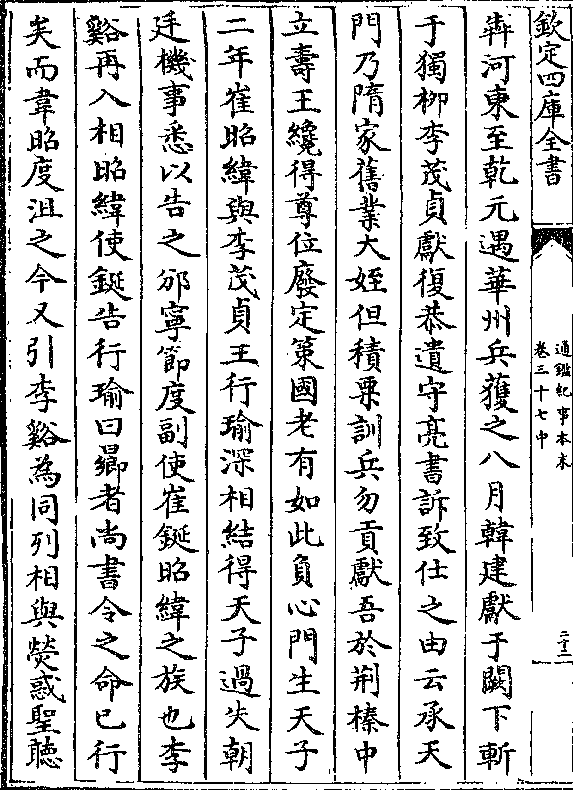 欽定四庫全書
通鑑紀事本末
卷三十七中
二十二
犇河東至乾元遇華州兵獲之八月韓建獻于闕下斬
于獨柳李茂貞獻復恭遺守亮書訴致仕之由云承天
門乃隋家舊業大姪但積粟訓兵勿貢獻吾於荆榛中
立壽王纔得尊位廢定策國老有如此負心門生天子
二年崔昭緯與李茂貞王行瑜深相結得天子過失朝
廷機事悉以告之邠寧節度副使崔鋋昭緯之族也李
谿再入相昭緯使鋋告行瑜曰曏者尚書令之命已行
矣而韋昭度沮之今又引李谿為同列相與熒惑聖聽